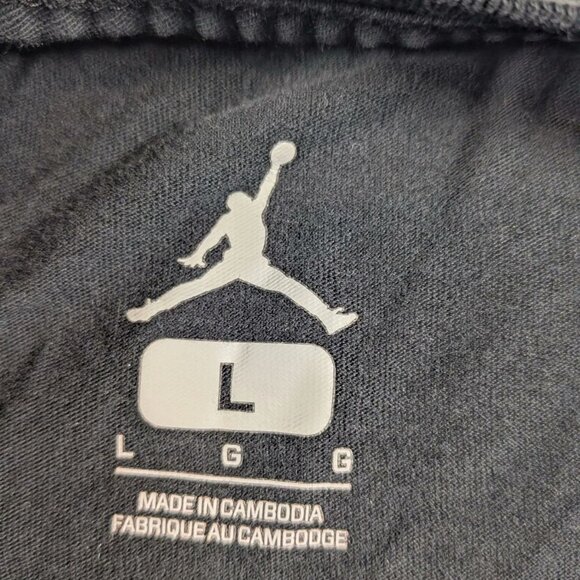 L
L G G
MADE IN CAMBODIA
FABRIQUE AU CAMBODGE